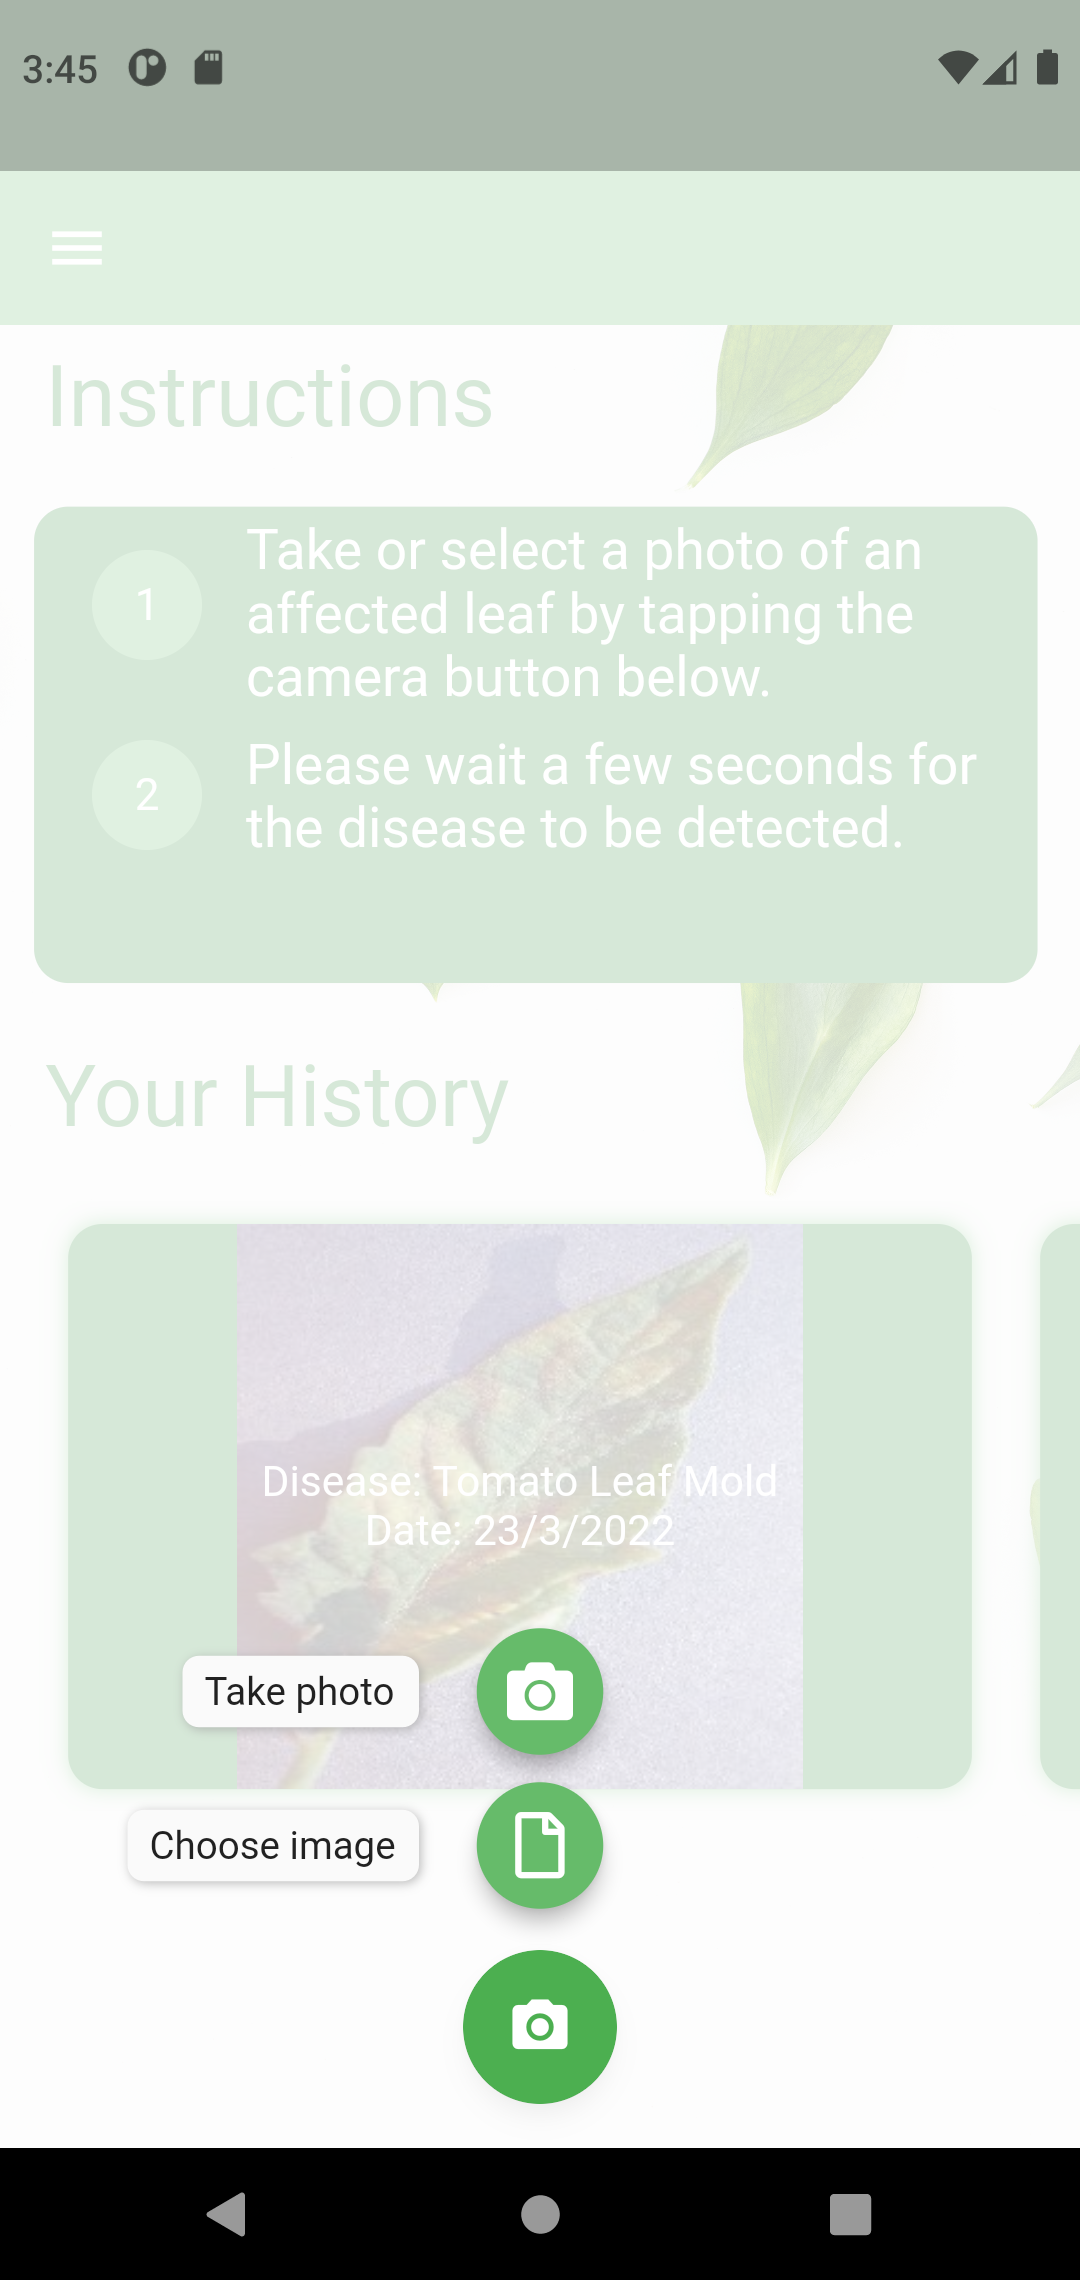 3:45
Instructions
1
Take or select a photo of an
affected leaf by tapping the
camera button below.
2
Please wait a few seconds for
the disease to be detected.
Your History
Disease: Tomato Leaf Mold
Date: 23/3/2022
Take photo
Choose image